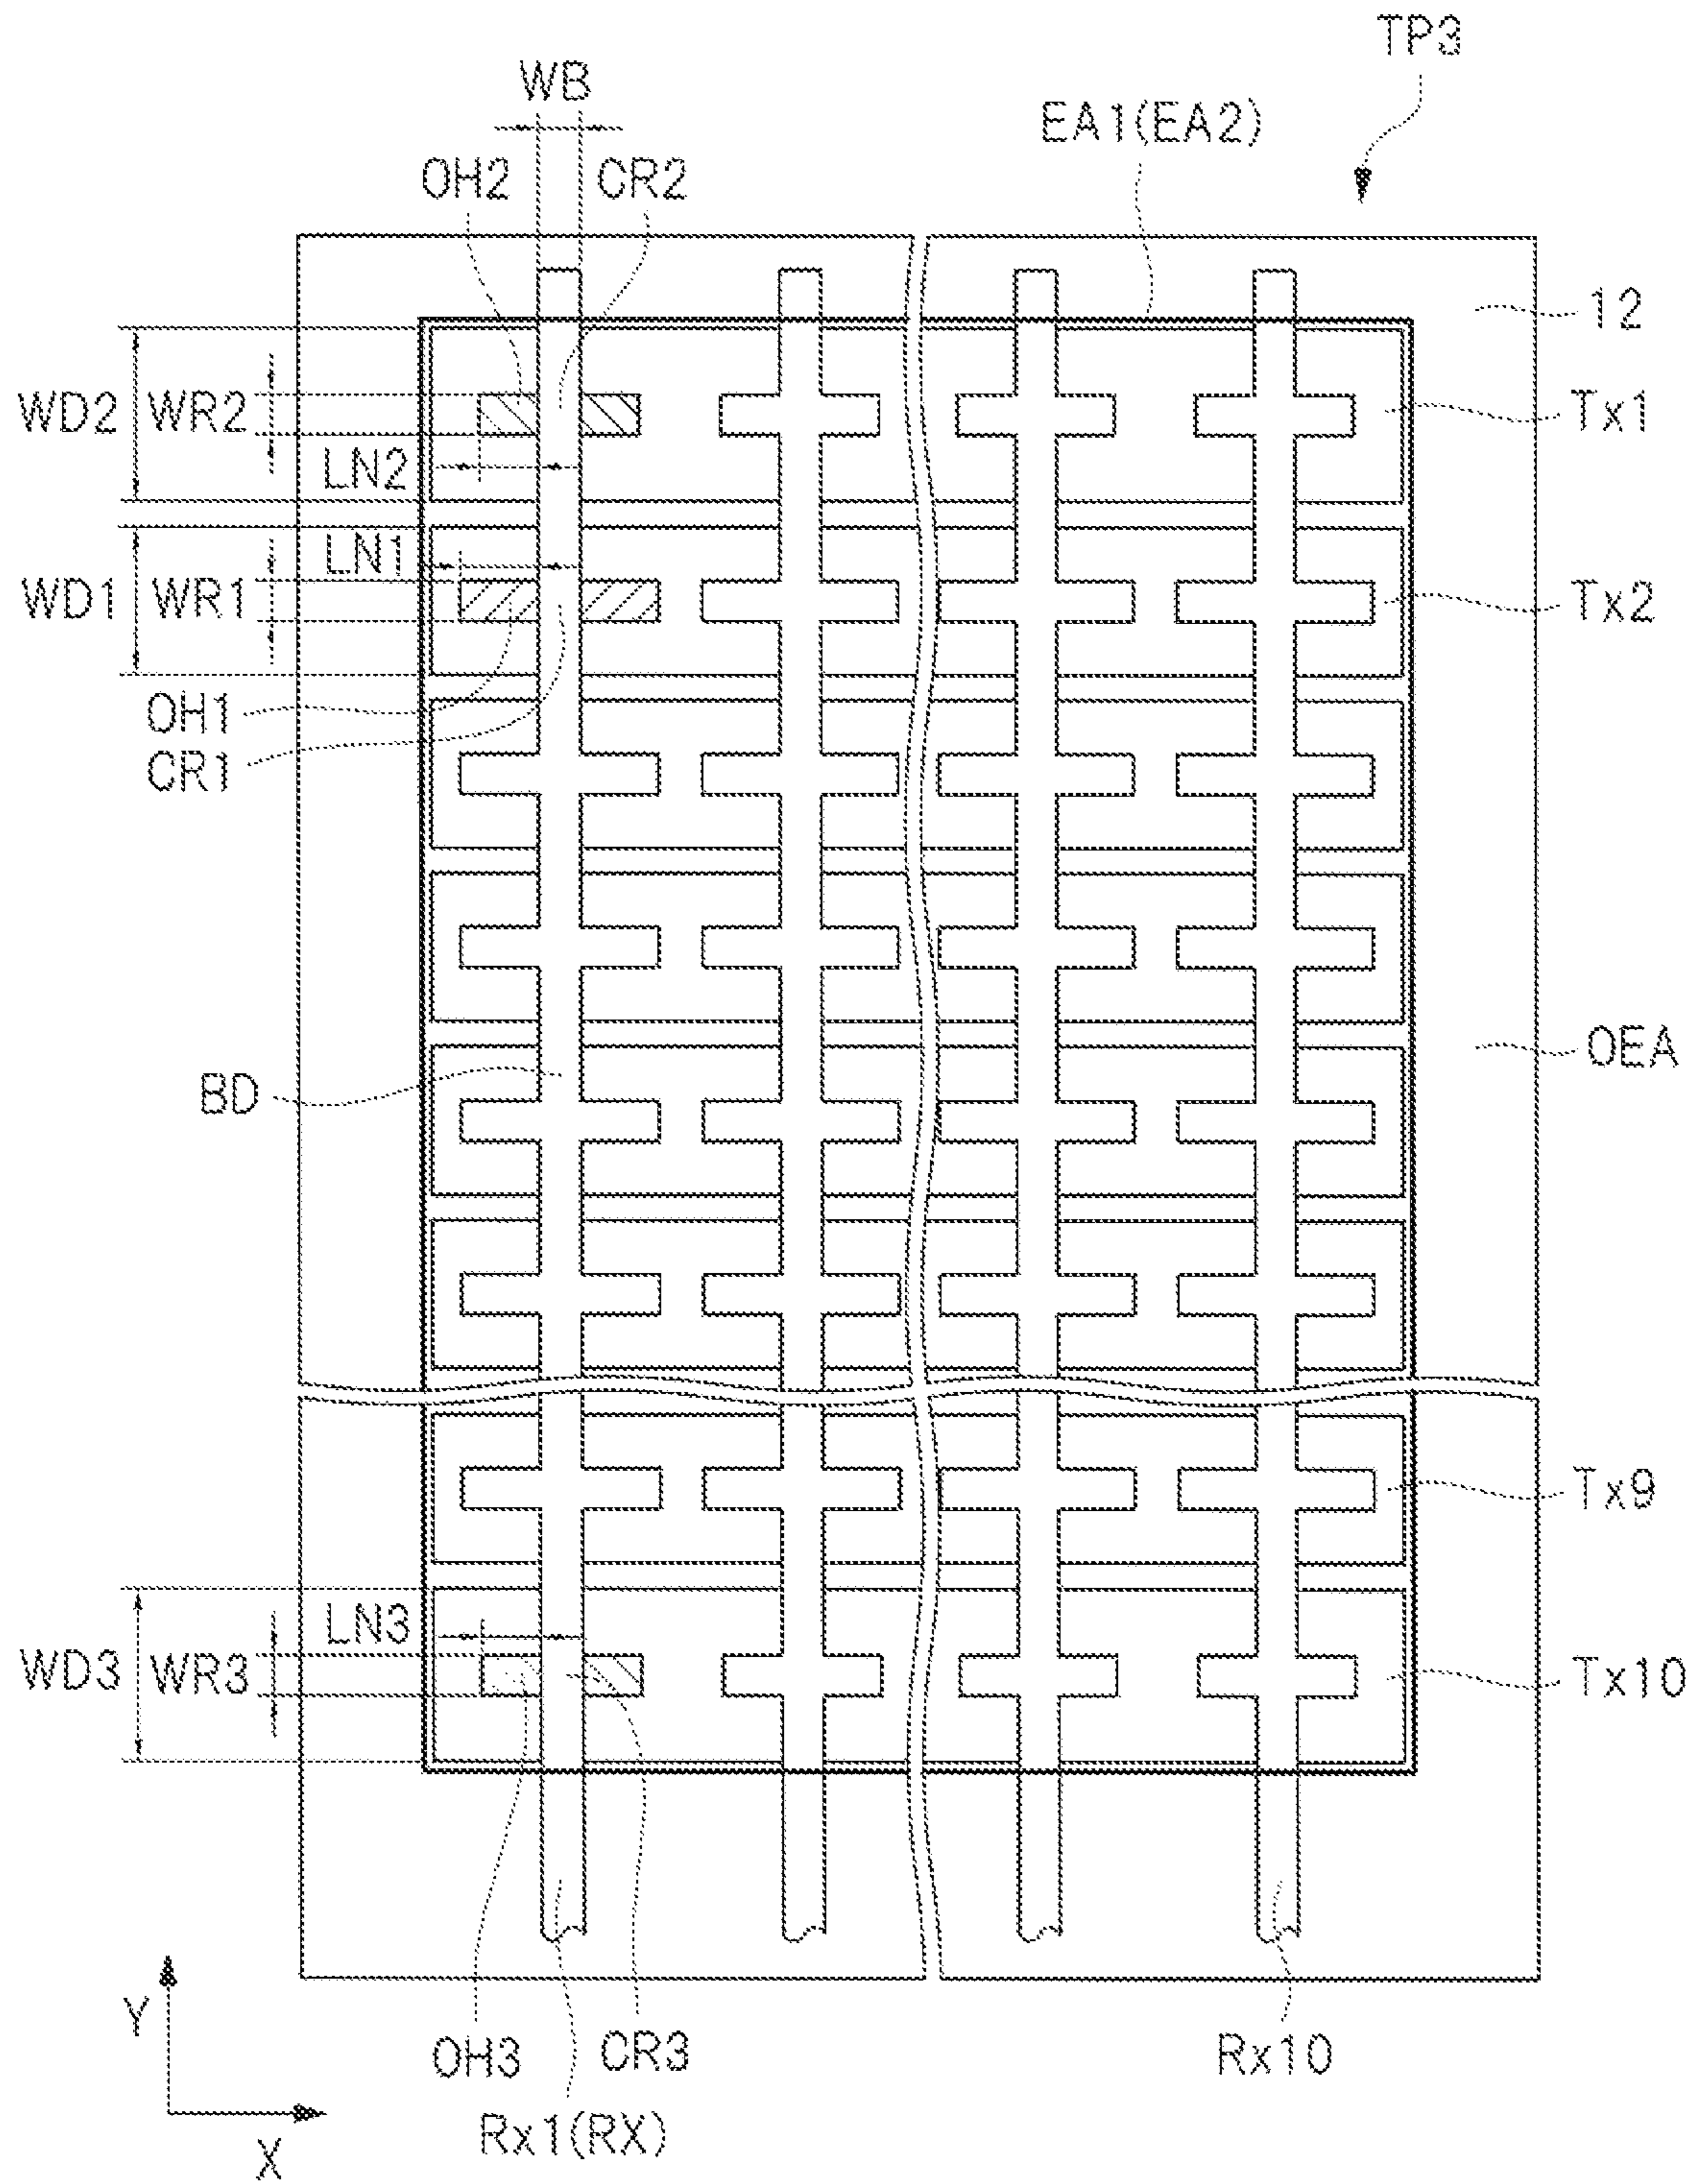 TP3
WB
EA1(EA2)
OH2 CR2
12
WD2 WR2
Tx1
LN2
LN1
WD1 WR1
Tx2
OH1
CR1
OEA
BD
Tx9
LN3
WD3 WR3
Tx10
Y
OH3 CR3
Rx10
Rx1(RX)
X